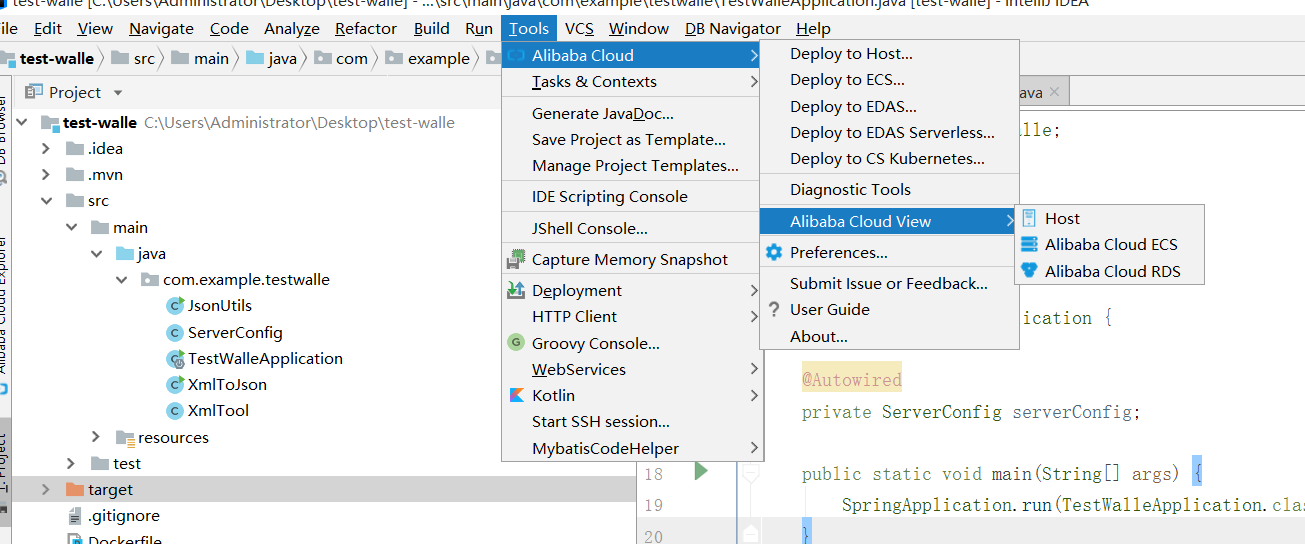 test-walle [C:\Users\Administrator\Desktop\test-walle] - ...\src\main\java\com\example\testwalle\TestWalleApplication.java [test-walle] - IntelliJ IDEA
ile Edit View Navigate Code Analyze Refactor Build Run Tools VCS Window DB Navigator Help
test-walle src main java com example
Project
test-walle C:\Users\Administrator\Desktop\test-walle
.idea
.mvn
src
main
java
com.example.testwalle
JsonUtils
ServerConfig
TestWalleApplication
XmlToJson
XmlTool
resources
test
target
.gitignore
Dockerfile
DB Browser
Alibaba Cloud Explorer
1: Project
Alibaba Cloud
Tasks & Contexts
Generate JavaDoc...
Save Project as Template...
Manage Project Templates...
IDE Scripting Console
JShell Console...
Capture Memory Snapshot
Deployment
HTTP Client
Groovy Console...
WebServices
Kotlin
Start SSH session...
MybatisCodeHelper
Deploy to Host...
Deploy to ECS...
Deploy to EDAS...
Deploy to EDAS Serverless...
Deploy to CS Kubernetes...
Diagnostic Tools
Alibaba Cloud View
Preferences...
Submit Issue or Feedback...
User Guide
About...
Host
Alibaba Cloud ECS
Alibaba Cloud RDS
ava
alle;
ication {
@Autowired
private ServerConfig serverConfig;
18 public static void main(String[] args) {
19 SpringApplication.run(TestWalleApplication.clas
20 }